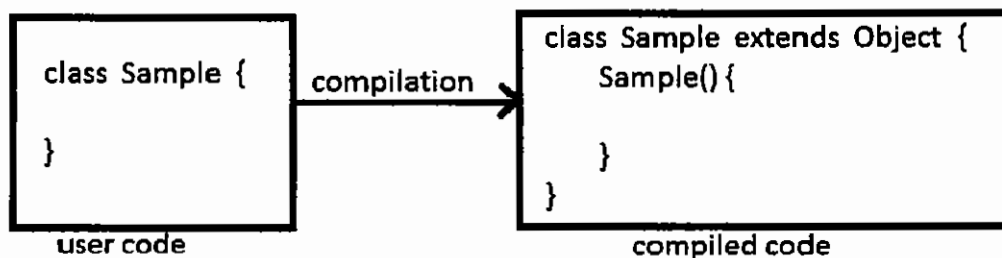 class Sample {
}
user code
compilation
class Sample extends Object {
Sample() {
}
}
compiled code